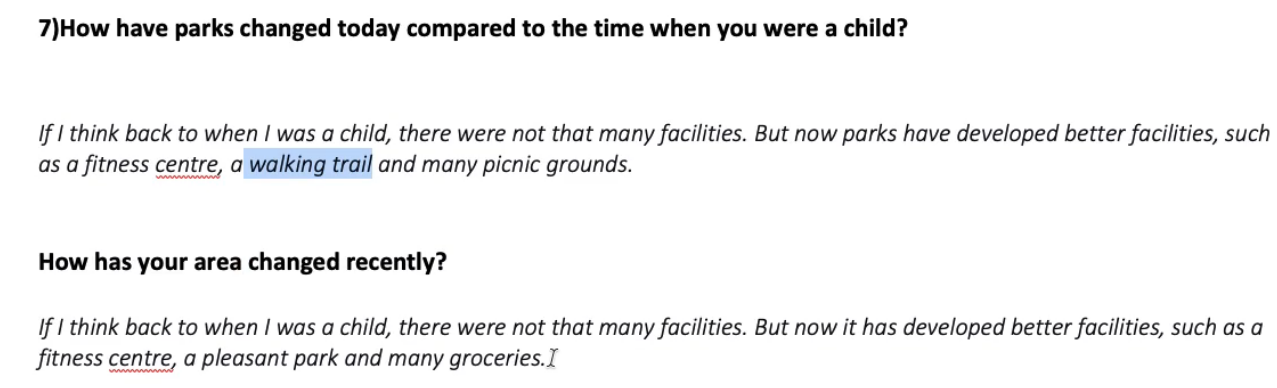 7)How have parks changed today compared to the time when you were a child?
If I think back to when I was a child, there were not that many facilities. But now parks have developed better facilities, such
as a fitness centre, a walking trail and many picnic grounds.
How has your area changed recently?
If I think back to when I was a child, there were not that many facilities. But now it has developed better facilities, such as a
fitness centre, a pleasant park and many groceries.